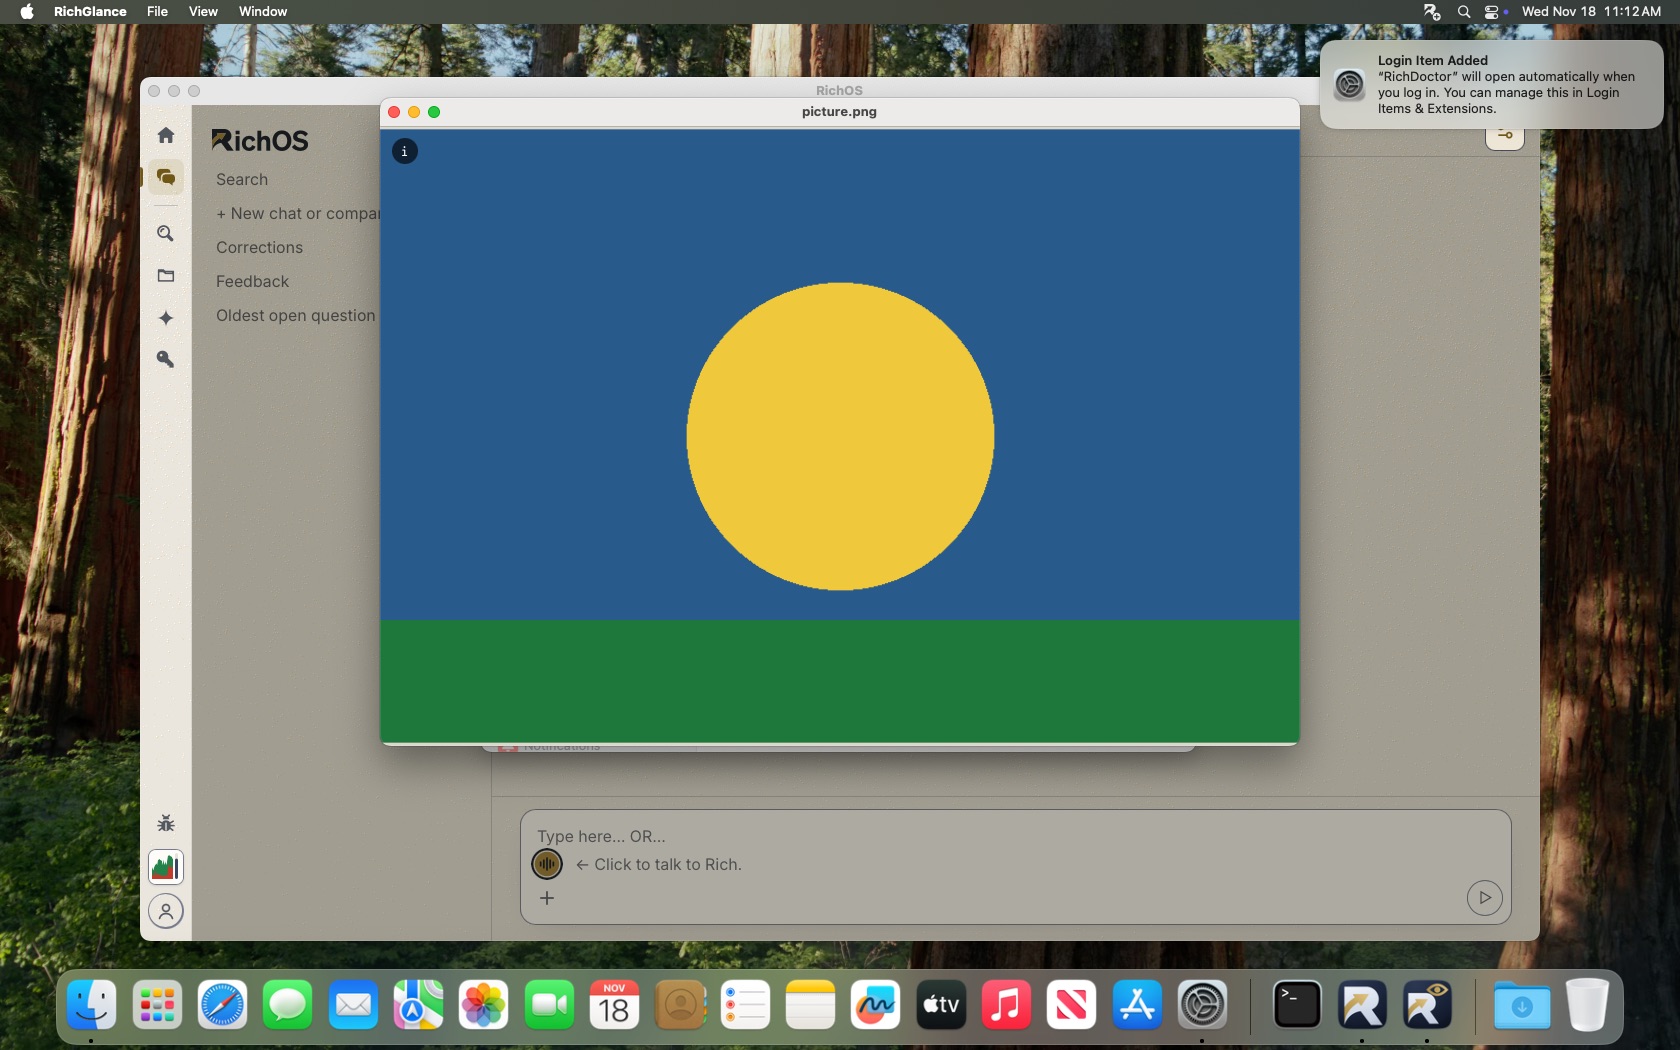 RichGlance File View Window
Wed Nov 18 11:12 AM
RichOS
picture.png
i
Login Item Added
“RichDoctor” will open automatically when
you log in. You can manage this in Login
Items & Extensions.
RichOS
Search
+ New chat or compar
Corrections
Feedback
Oldest open question
Notifications
Type here... OR...
← Click to talk to Rich.
NOV
18
tv
>_